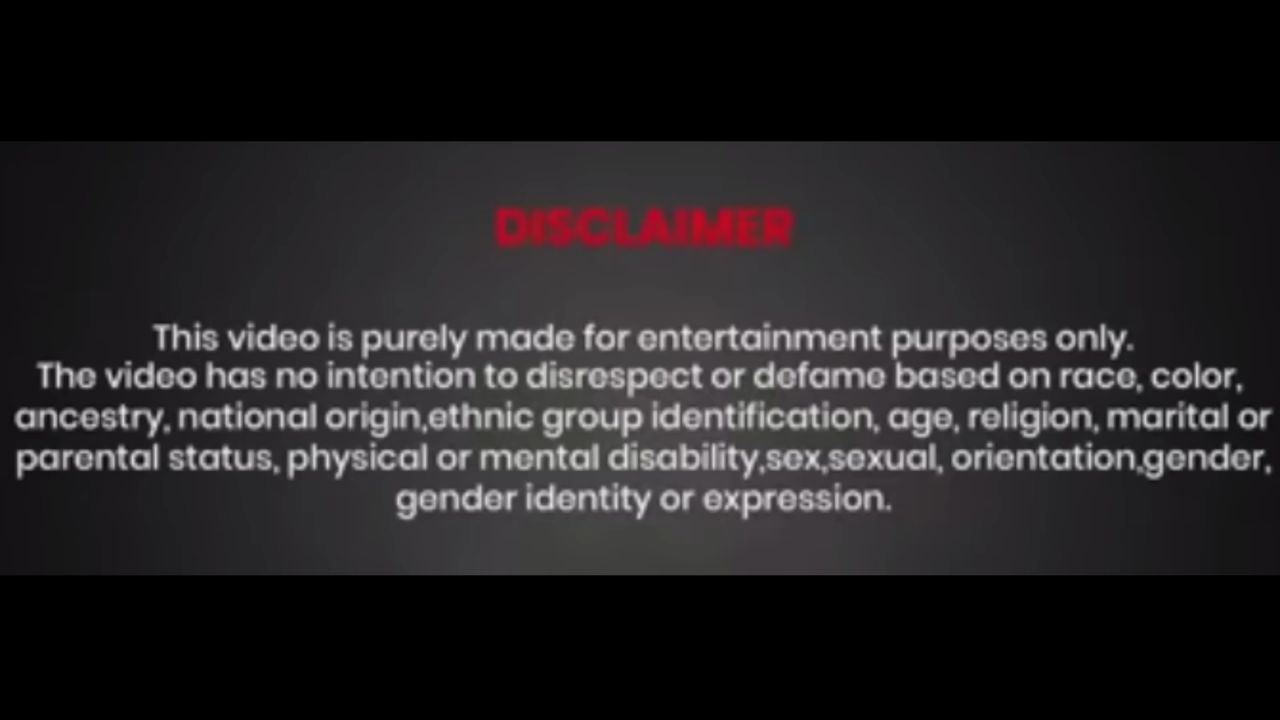 DISCLAIMER
This video is purely made for entertainment purposes only.
The video has no intention to disrespect or defame based on race, color,
ancestry, national origin,ethnic group identification, age, religion, marital or
parental status, physical or mental disability,sex,sexual, orientation,gender,
gender identity or expression.